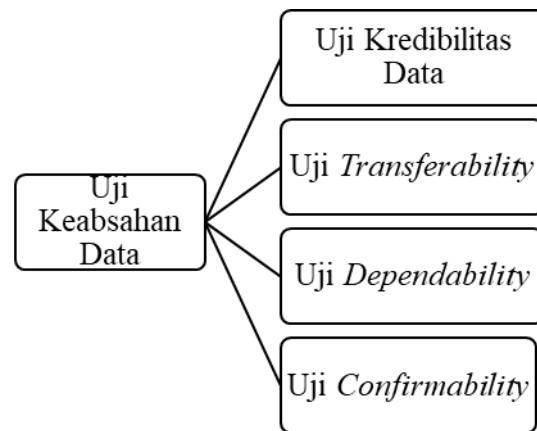 Uji
Keabsahan
Data
Uji Kredibilitas
Data
Uji Transferability
Uji Dependability
Uji Confirmability